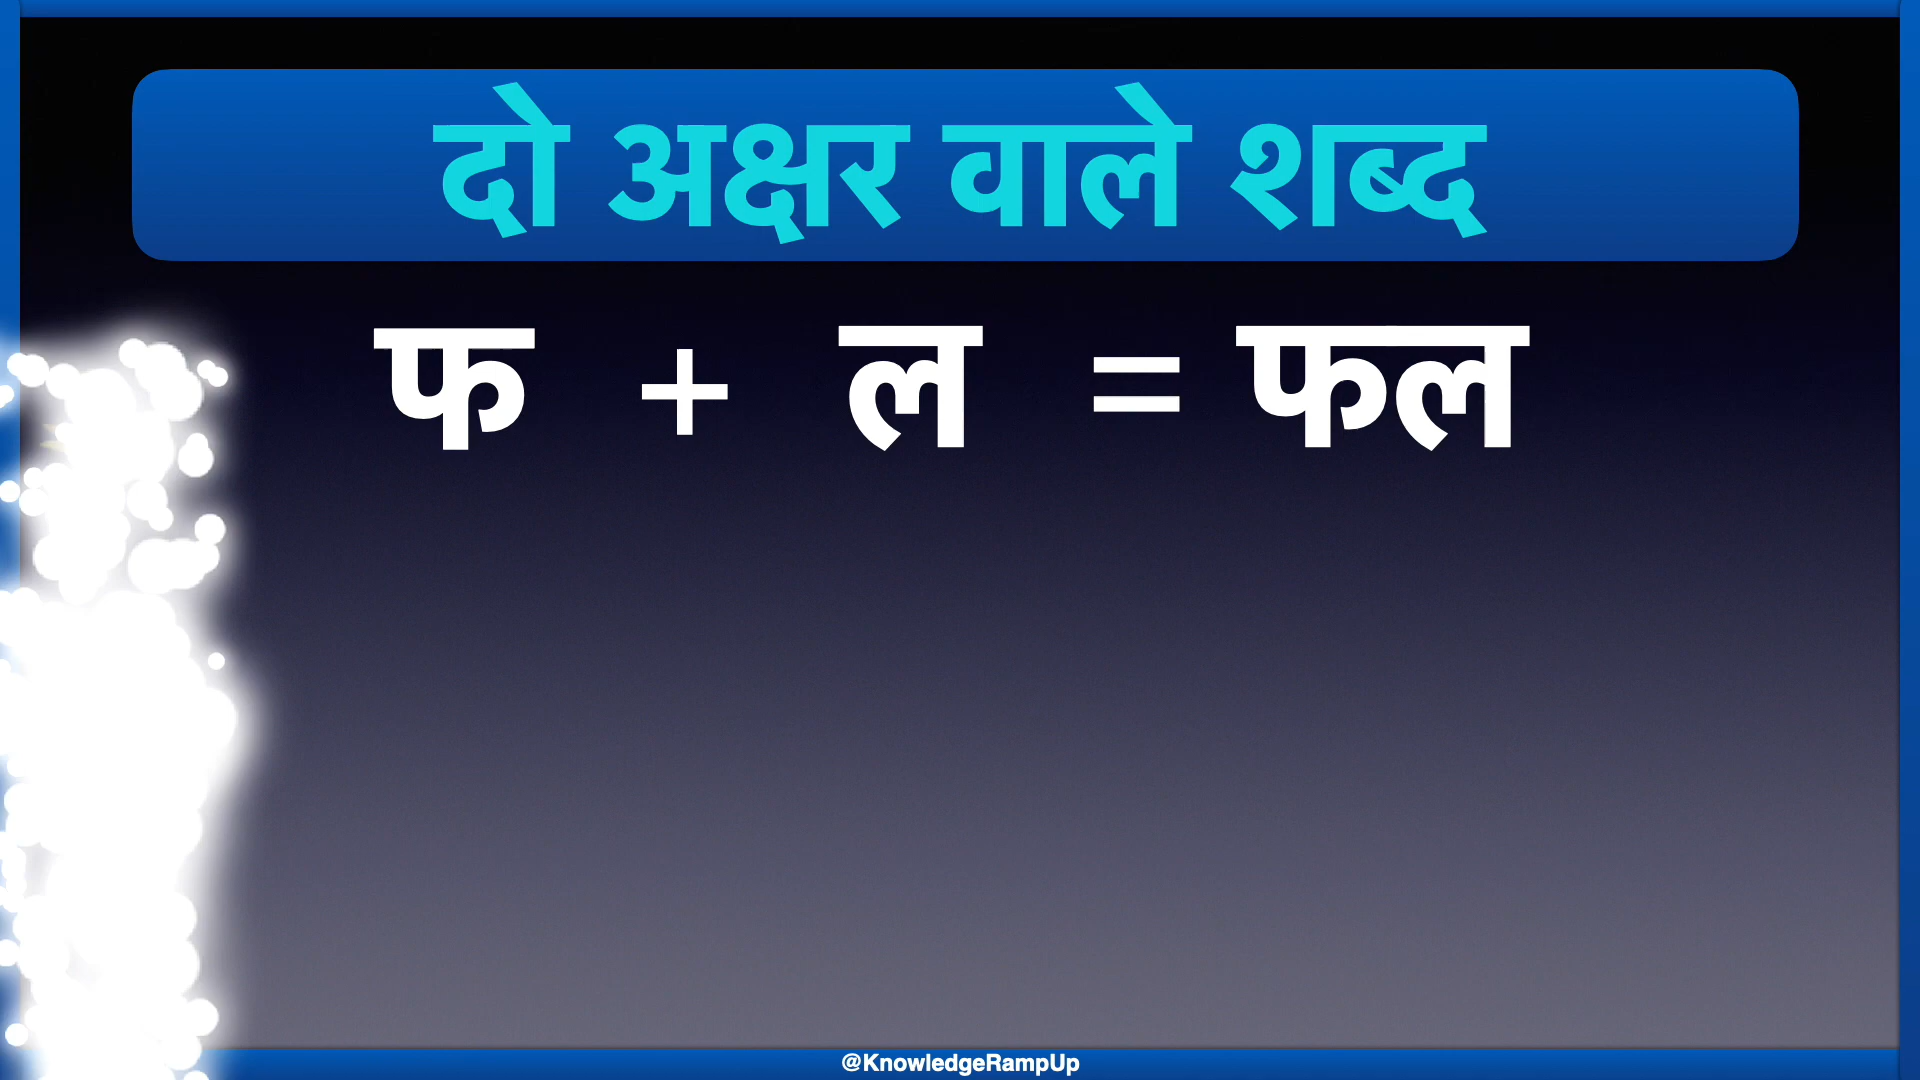 दो अक्षर वाले शब्द
फ + ल = फल
@KnowledgeRampUp